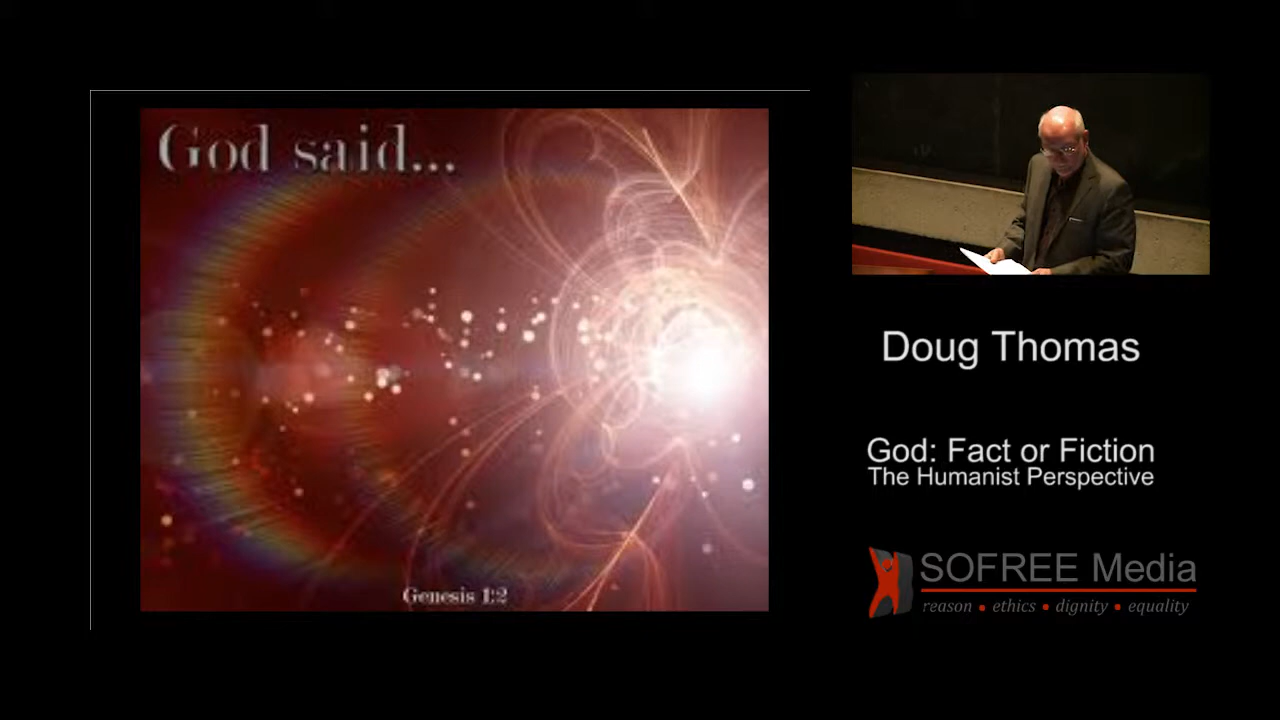 God said...
Genesis 1:2
Doug Thomas
God: Fact or Fiction
The Humanist Perspective
SOFREE Media
reason • ethics • dignity • equality